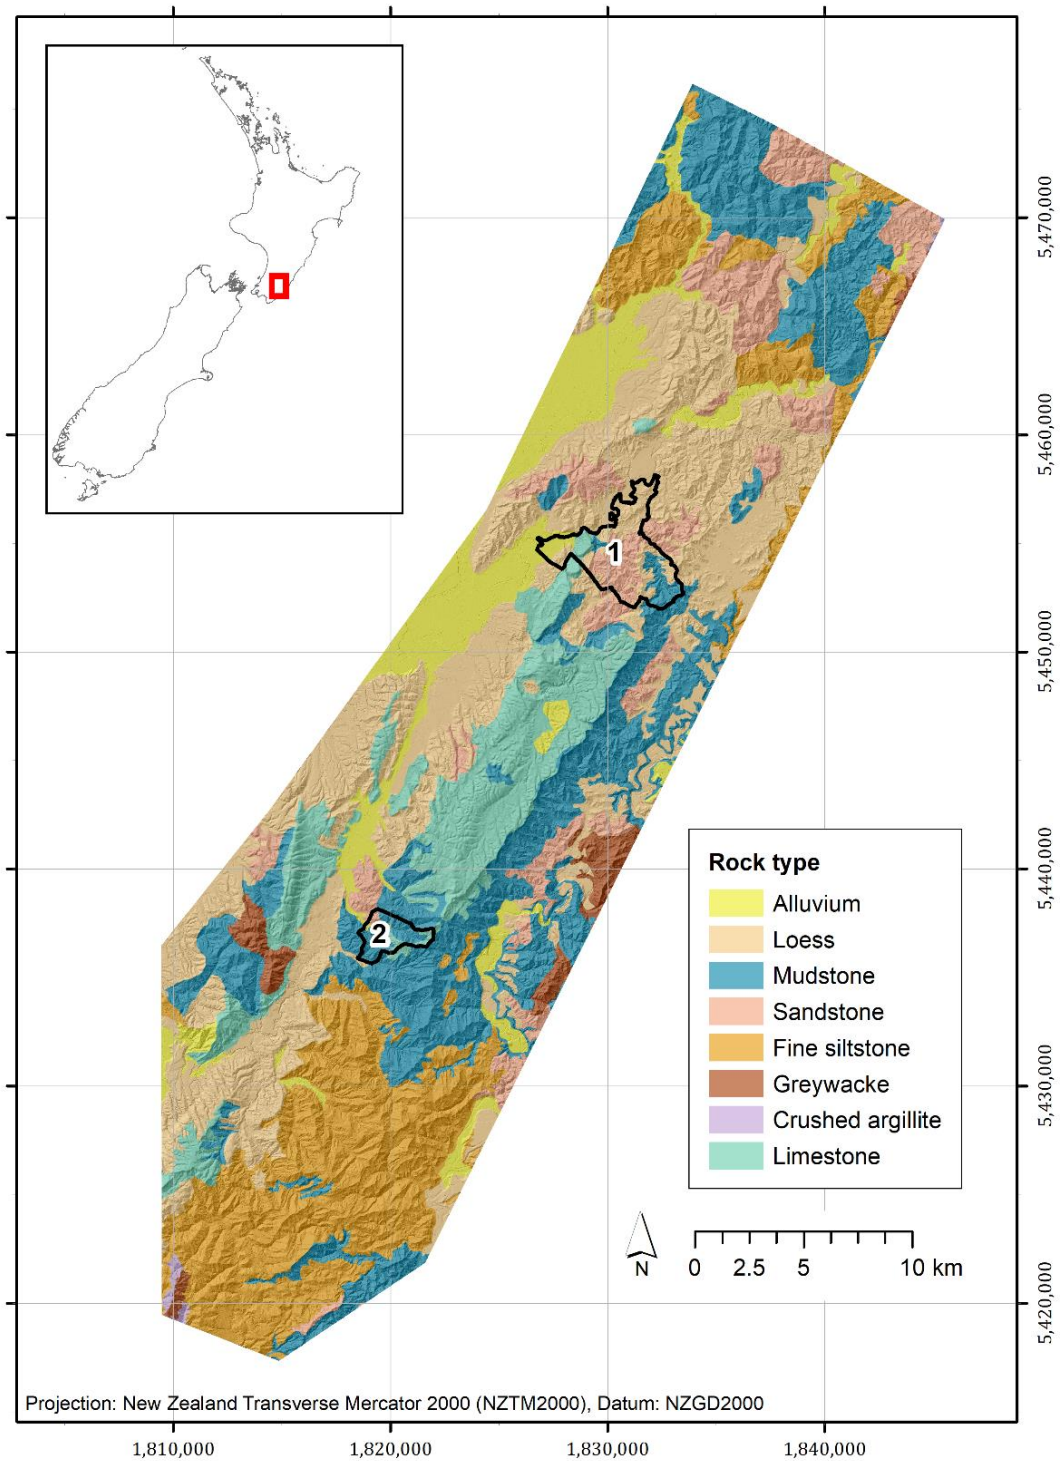 5,470,000
5,460,000
1
5,450,000
Rock type
Alluvium
Loess
Mudstone
Sandstone
Fine siltstone
Greywacke
Crushed argillite
Limestone
5,440,000
2
5,430,000
N
0 2.5 5 10 km
5,420,000
Projection: New Zealand Transverse Mercator 2000 (NZTM2000), Datum: NZGD2000
1,810,000 1,820,000 1,830,000 1,840,000